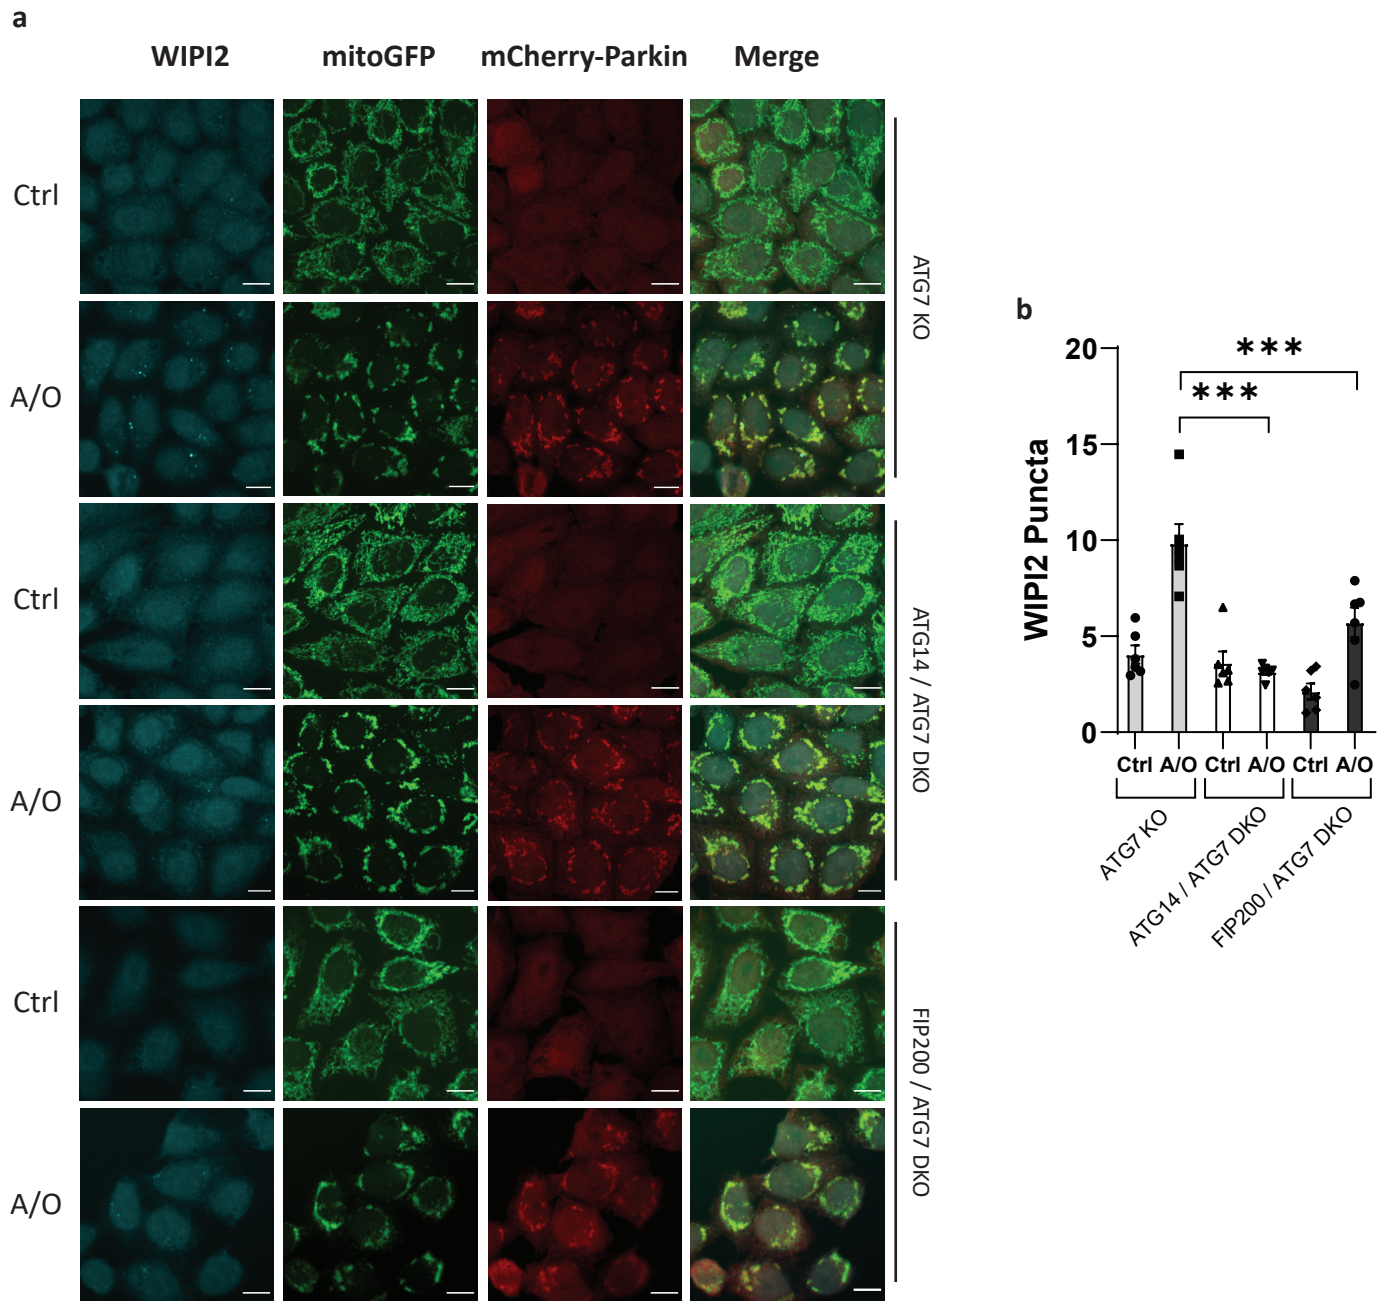 a
WIPI2 mitoGFP mCherry-Parkin Merge
Ctrl
A/O
ATG7 KO
Ctrl
A/O
ATG14 / ATG7 DKO
Ctrl
A/O
FIP200 / ATG7 DKO
b
WIPI2 Puncta
20
15
10
5
0
***
***
Ctrl A/O Ctrl A/O Ctrl A/O
ATG7 KO
ATG14 / ATG7 DKO
FIP200 / ATG7 DKO